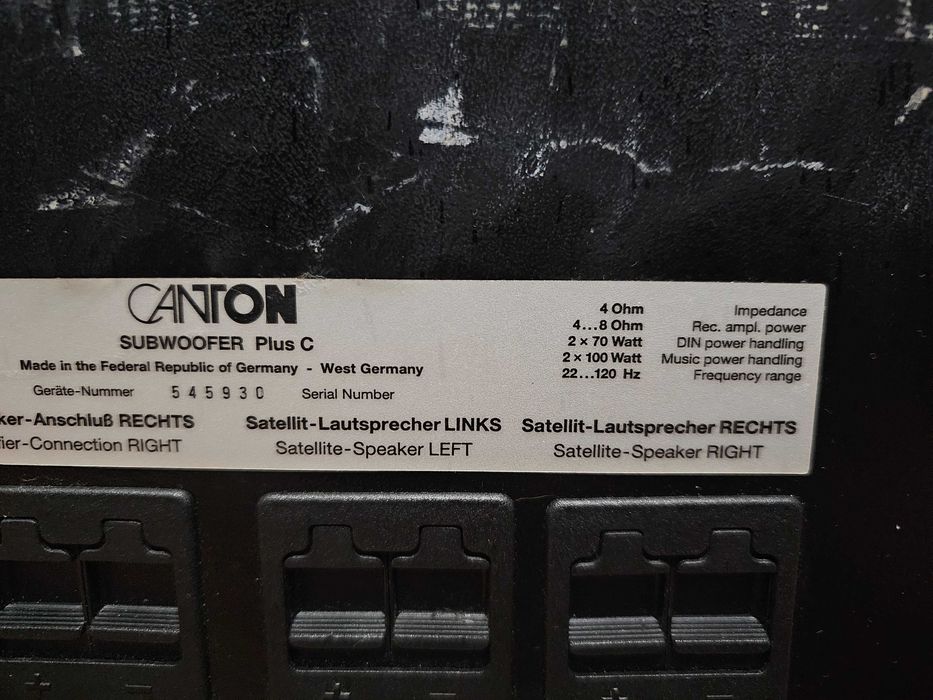 CANTON
SUBWOOFER Plus C
Made in the Federal Republic of Germany - West Germany
Geräte-Nummer 545930 Serial Number
4 Ohm Impedance
4...8 Ohm Rec. ampl. power
2 x 70 Watt DIN power handling
2 x 100 Watt Music power handling
22...120 Hz Frequency range
ker-Anschluß RECHTS Satellit-Lautsprecher LINKS Satellit-Lautsprecher RECHTS
fier-Connection RIGHT Satellite-Speaker LEFT Satellite-Speaker RIGHT
+ - + - + -